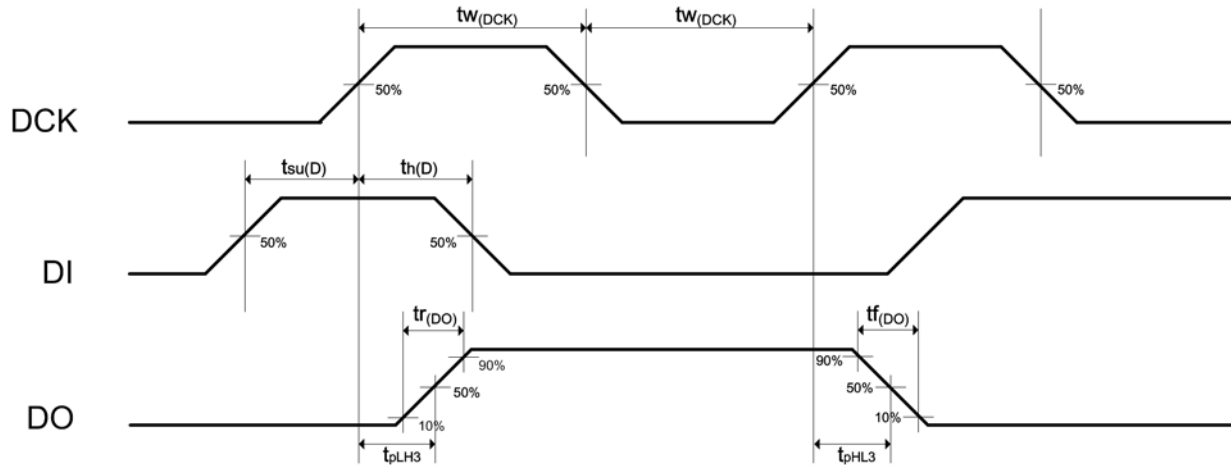 tw(DCK) tw(DCK)
50% 50% 50% 50%
DCK
tsu(D) th(D)
50% 50%
DI
tr(DO) tf(DO)
90% 90%
50% 50%
10% 10%
DO
tpLH3 tpHL3